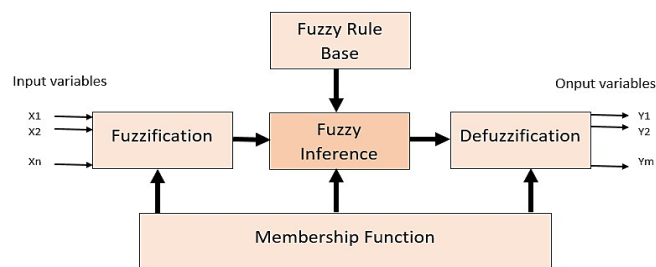 Fuzzy Rule
Base
Input variables
Onput variables
X1
X2
Xn
Fuzzification
Fuzzy
Inference
Defuzzification
Y1
Y2
Ym
Membership Function